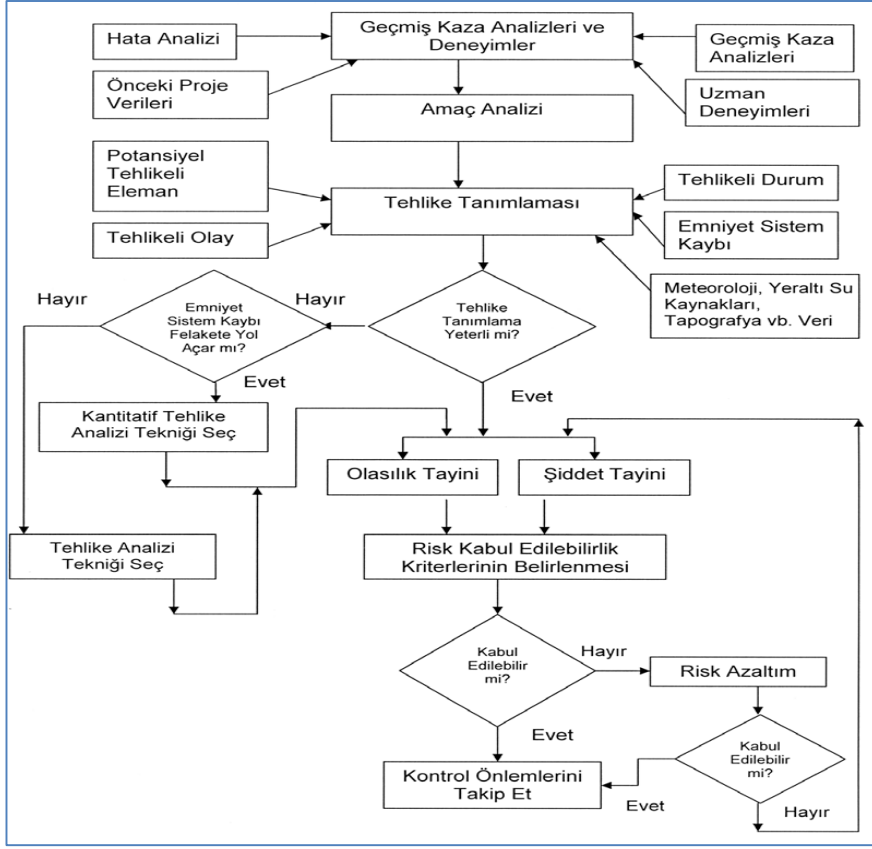 Hata Analizi
Geçmiş Kaza Analizleri ve
Deneyimler
Geçmiş Kaza
Analizleri
Önceki Proje
Verileri
Amaç Analizi
Uzman
Deneyimleri
Potansiyel
Tehlikeli
Eleman
Tehlike Tanımlaması
Tehlikeli Durum
Tehlikeli Olay
Emniyet Sistem
Kaybı
Meteoroloji, Yeraltı Su
Kaynakları,
Tapografya vb. Veri
Hayır
Emniyet
Sistem Kaybı
Felakete Yol
Açar mı?
Hayır
Tehlike
Tanımlama
Yeterli mi?
Evet
Evet
Kantitatif Tehlike
Analizi Tekniği Seç
Olasılık Tayini
Şiddet Tayini
Tehlike Analizi
Tekniği Seç
Risk Kabul Edilebilirlik
Kriterlerinin Belirlenmesi
Kabul
Edilebilir
mi?
Hayır
Risk Azaltım
Evet
Kabul
Edilebilir
mi?
Kontrol Önlemlerini
Takip Et
Evet
Hayır